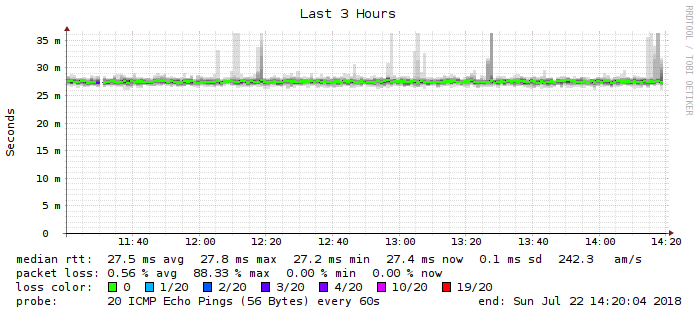 Last 3 Hours
RRDTOOL / TOBI OETIKER
Seconds
35 m
30 m
25 m
20 m
15 m
10 m
5 m
0
11:40 12:00 12:20 12:40 13:00 13:20 13:40 14:00 14:20
median rtt: 27.5 ms avg 27.8 ms max 27.2 ms min 27.4 ms now 0.1 ms sd 242.3 am/s
packet loss: 0.56 % avg 88.33 % max 0.00 % min 0.00 % now
loss color: 0 1/20 2/20 3/20 4/20 10/20 19/20
probe: 20 ICMP Echo Pings (56 Bytes) every 60s end: Sun Jul 22 14:20:04 2018